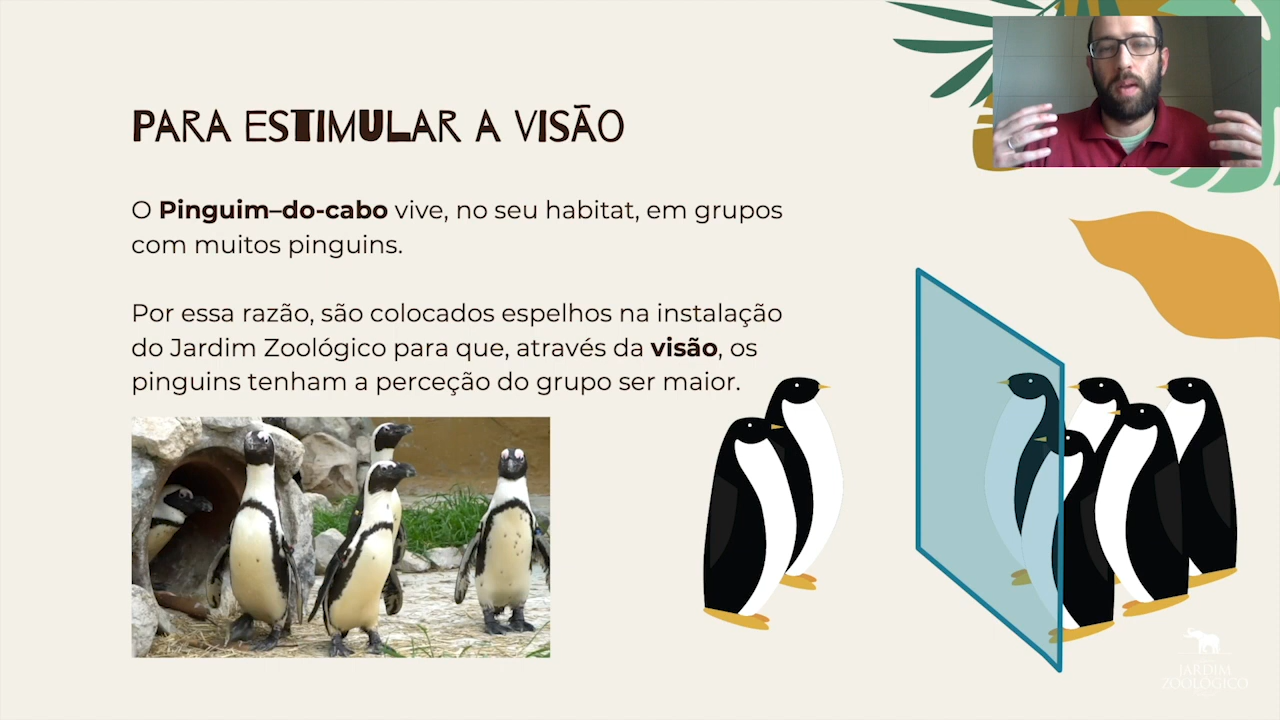 PARA ESTIMULAR A VISÃO
O Pinguim–do-cabo vive, no seu habitat, em grupos
com muitos pinguins.
Por essa razão, são colocados espelhos na instalação
do Jardim Zoológico para que, através da visão, os
pinguins tenham a perceção do grupo ser maior.
JARDIM
ZOOLÓGICO